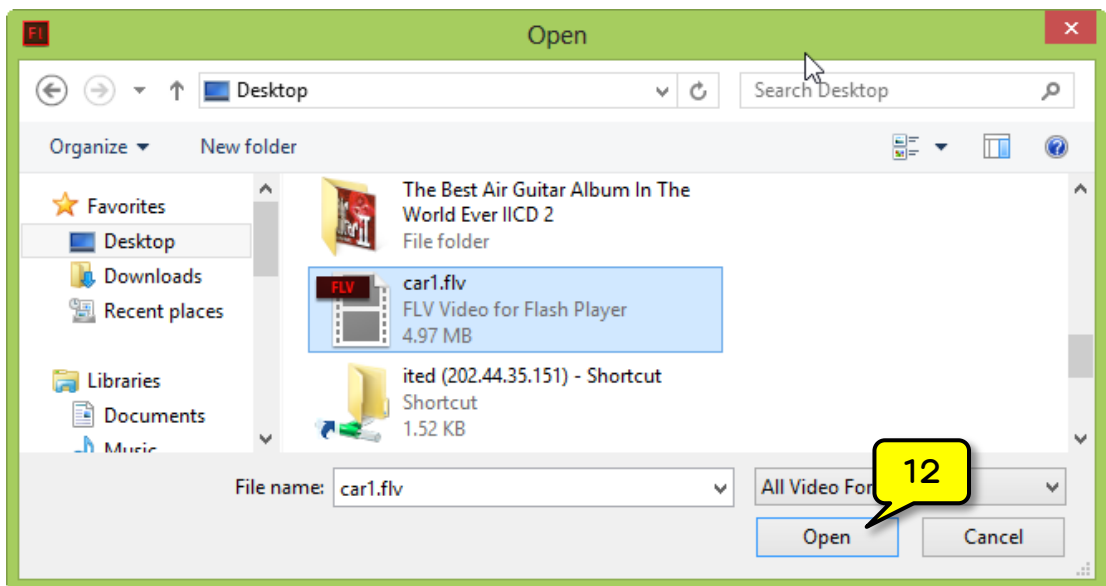 Fl
Open
Desktop
Search Desktop
Organize
New folder
Favorites
Desktop
Downloads
Recent places
Libraries
Documents
Music
The Best Air Guitar Album In The
World Ever IICD 2
File folder
FLV
car1.flv
FLV Video for Flash Player
4.97 MB
ited (202.44.35.151) - Shortcut
Shortcut
1.52 KB
File name:
car1.flv
All Video For
12
Open
Cancel